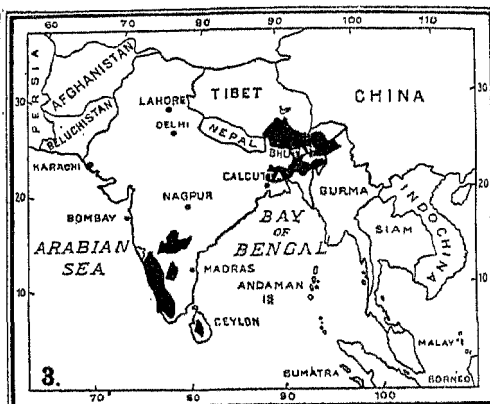 60 70 80 90 100 110
PERSIA
AFGHANISTAN
BELUCHISTAN
30
LAHORE
DELHI
TIBET
NEPAL
CHINA
30
KARACHI
20
NAGPUR
CALCUT
BURMA
INDOCHINA
20
BOMBAY
ARABIAN
SEA
BAY
OF
BENGAL
SIAM
MADRAS
ANDAMAN
IS
10
10
CEYLON
MALAY
3.
SUMATRA
BORNEO
70° 80 90 100